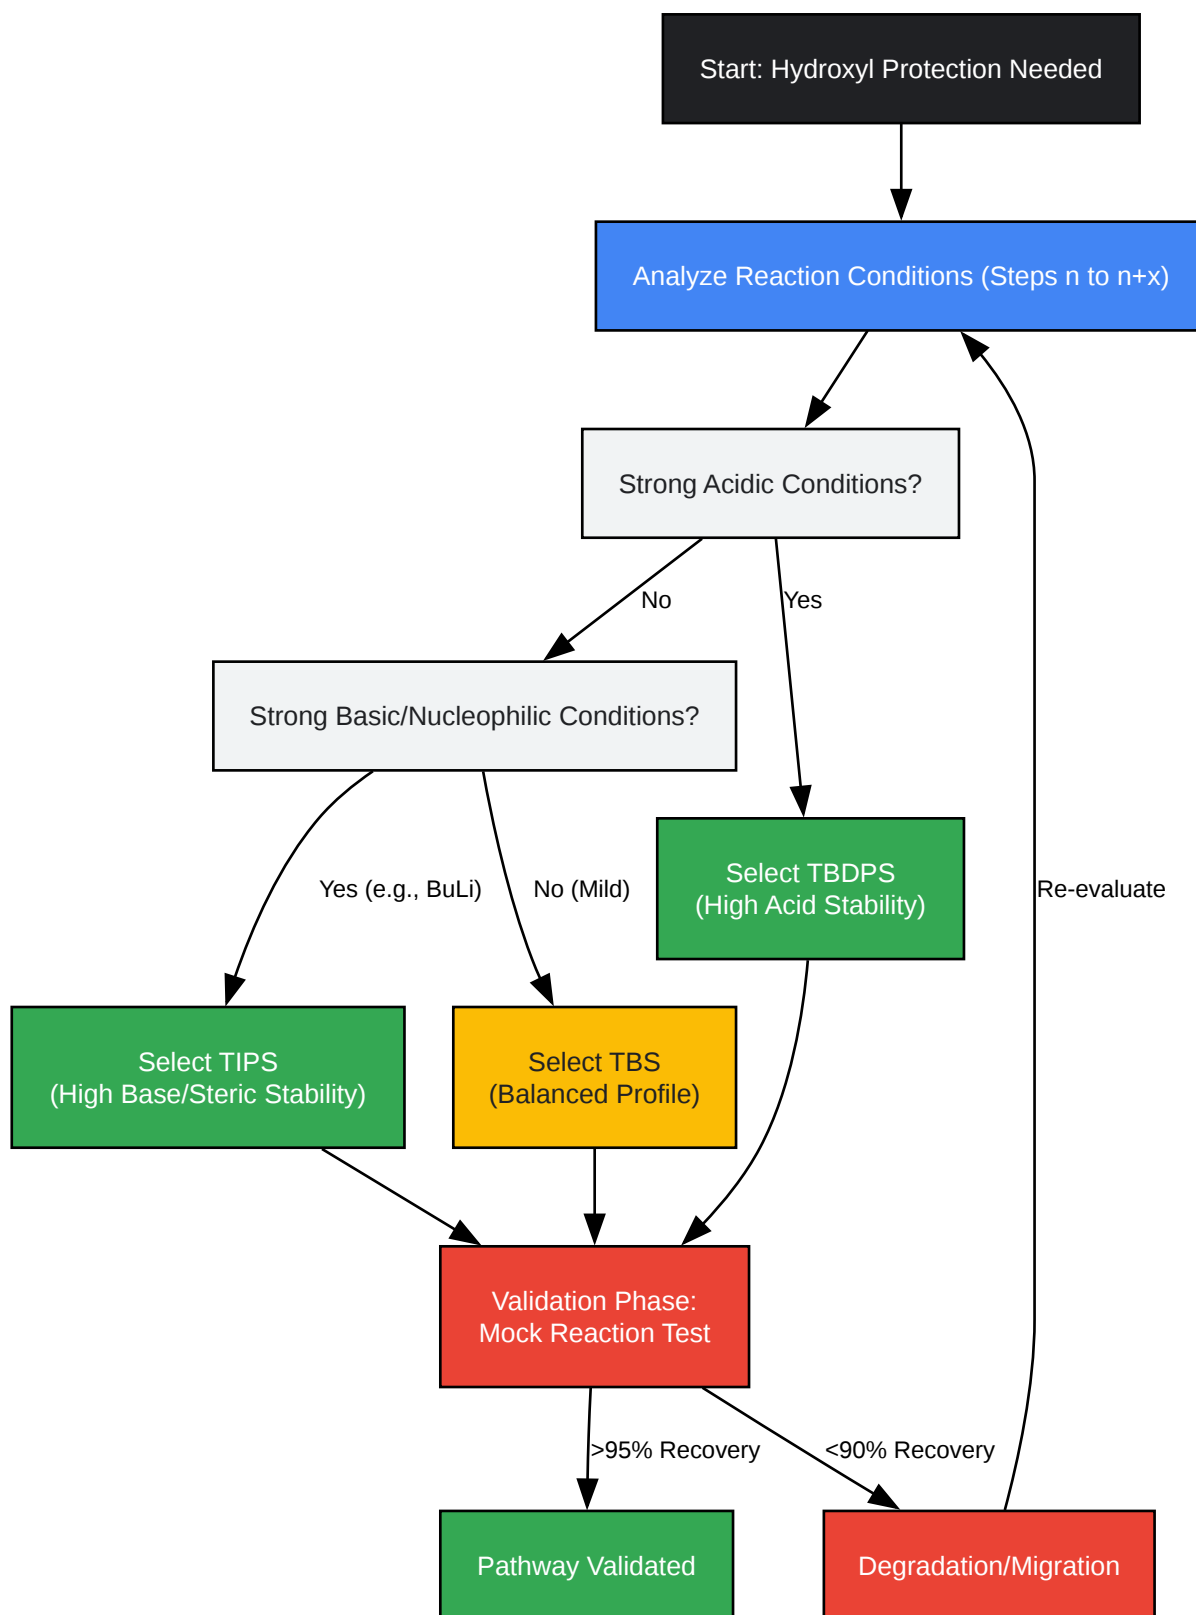 Start: Hydroxyl Protection Needed
Analyze Reaction Conditions (Steps n to n+x)
Strong Acidic Conditions?
No
Yes
Strong Basic/Nucleophilic Conditions?
Select TBDPS
(High Acid Stability)
Yes (e.g., BuLi)
No (Mild)
Re-evaluate
Select TIPS
(High Base/Steric Stability)
Select TBS
(Balanced Profile)
Validation Phase:
Mock Reaction Test
>95% Recovery
<90% Recovery
Pathway Validated
Degradation/Migration